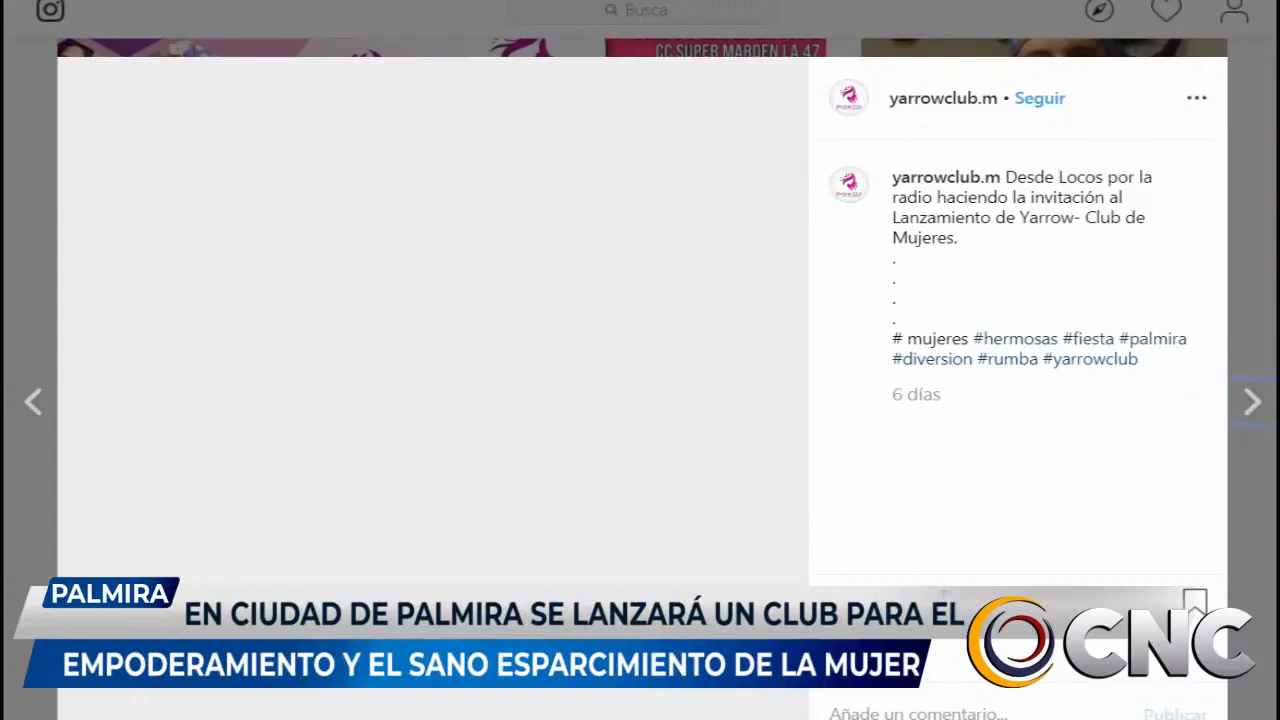 Busca
CC SUPER MARDEN LA 47
yarrowclub.m • Seguir
yarrowclub.m Desde Locos por la
radio haciendo la invitación al
Lanzamiento de Yarrow- Club de
Mujeres.
.
.
.
.
# mujeres #hermosas #fiesta #palmira
#diversion #rumba #yarrowclub
6 días
PALMIRA
EN CIUDAD DE PALMIRA SE LANZARÁ UN CLUB PARA EL
EMPODERAMIENTO Y EL SANO ESPARCIMIENTO DE LA MUJER
CNC
Añade un comentario...
Publicar